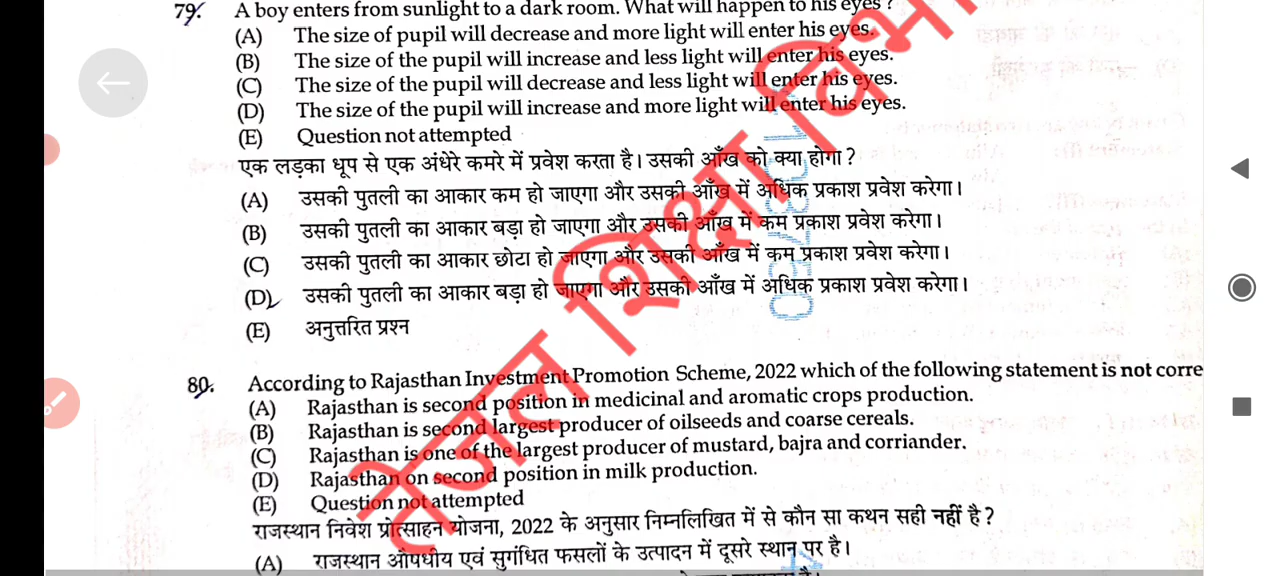 79. A boy enters from sunlight to a dark room. What will happen to his eyes ?
(A) The size of pupil will decrease and more light will enter his eyes.
(B) The size of the pupil will increase and less light will enter his eyes.
(C) The size of the pupil will decrease and less light will enter his eyes.
(D) The size of the pupil will increase and more light will enter his eyes.
(E) Question not attempted
एक लड़का धूप से एक अंधेरे कमरे में प्रवेश करता है। उसकी आँख को क्या होगा ?
(A) उसकी पुतली का आकार कम हो जाएगा और उसकी आँख में अधिक प्रकाश प्रवेश करेगा।
(B) उसकी पुतली का आकार बड़ा हो जाएगा और उसकी आँख में कम प्रकाश प्रवेश करेगा।
(C) उसकी पुतली का आकार छोटा हो जाएगा और उसकी आँख में कम प्रकाश प्रवेश करेगा।
(D) उसकी पुतली का आकार बड़ा हो जाएगा और उसकी आँख में अधिक प्रकाश प्रवेश करेगा।
(E) अनुत्तरित प्रश्न
80. According to Rajasthan Investment Promotion Scheme, 2022 which of the following statement is not corre
(A) Rajasthan is second position in medicinal and aromatic crops production.
(B) Rajasthan is second largest producer of oilseeds and coarse cereals.
(C) Rajasthan is one of the largest producer of mustard, bajra and corriander.
(D) Rajasthan on second position in milk production.
(E) Question not attempted
राजस्थान निवेश प्रोत्साहन योजना, 2022 के अनुसार निम्नलिखित में से कौन सा कथन सही नहीं है ?
(A) राजस्थान औषधीय एवं सुगंधित फसलों के उत्पादन में दूसरे स्थान पर है।
तेजल शिक्षा विभा